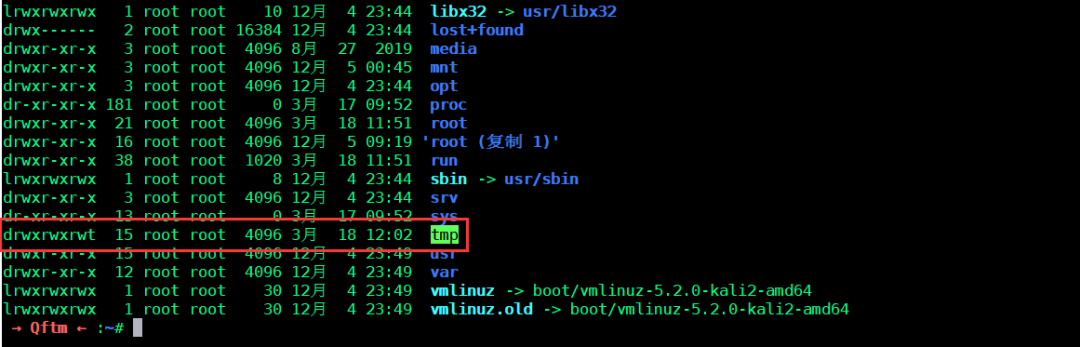 lrwxrwxrwx   1 root root    10 12月  4 23:44  libx32 -> usr/libx32
drwx------   2 root root 16384 12月  4 23:44  lost+found
drwxr-xr-x   3 root root  4096 8月  27  2019  media
drwxr-xr-x   3 root root  4096 12月  5 00:45  mnt
drwxr-xr-x   3 root root  4096 12月  4 23:44  opt
dr-xr-xr-x 181 root root     0 3月  17 09:52  proc
drwxr-xr-x  21 root root  4096 3月  18 11:51  root
drwxr-xr-x  16 root root  4096 12月  5 09:19 'root (复制 1)'
drwxr-xr-x  38 root root  1020 3月  18 11:51  run
lrwxrwxrwx   1 root root     8 12月  4 23:44  sbin -> usr/sbin
drwxr-xr-x   3 root root  4096 12月  4 23:44  srv
dr-xr-xr-x  13 root root     0 3月  17 09:52  sys
drwxrwxrwt  15 root root  4096 3月  18 12:02  tmp
drwxr-xr-x  15 root root  4096 12月  4 23:49  usr
drwxr-xr-x  12 root root  4096 12月  4 23:49  var
lrwxrwxrwx   1 root root    30 12月  4 23:49  vmlinuz -> boot/vmlinuz-5.2.0-kali2-amd64
lrwxrwxrwx   1 root root    30 12月  4 23:49  vmlinuz.old -> boot/vmlinuz-5.2.0-kali2-amd64
→ Qftm ← :~#